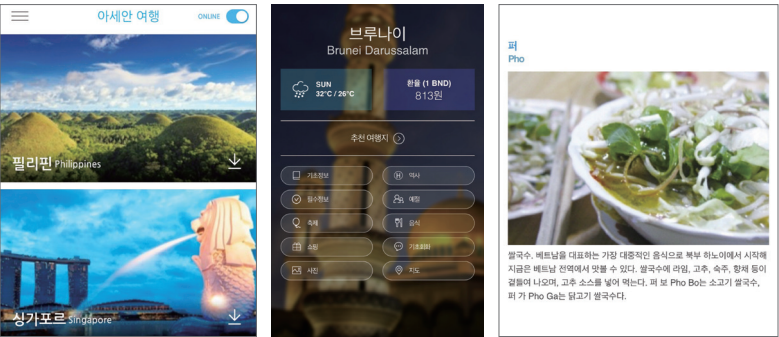 아세안 여행
ONLINE
필리핀 Philippines
싱가포르 Singapore
브루나이
Brunei Darussalam
SUN
32°C / 26°C
환율 (1 BND)
813원
추천 여행지
기초정보
역사
필수정보
예절
축제
음식
쇼핑
기초회화
사진
지도
퍼
Pho
쌀국수. 베트남을 대표하는 가장 대중적인 음식으로 북부 하노이에서 시작해
지금은 베트남 전역에서 맛볼 수 있다. 쌀국수에 라임, 고추, 숙주, 향채 등이
곁들여 나오며, 고추 소스를 넣어 먹는다. 퍼 보 Pho Bo는 소고기 쌀국수,
퍼 가 Pho Ga는 닭고기 쌀국수다.